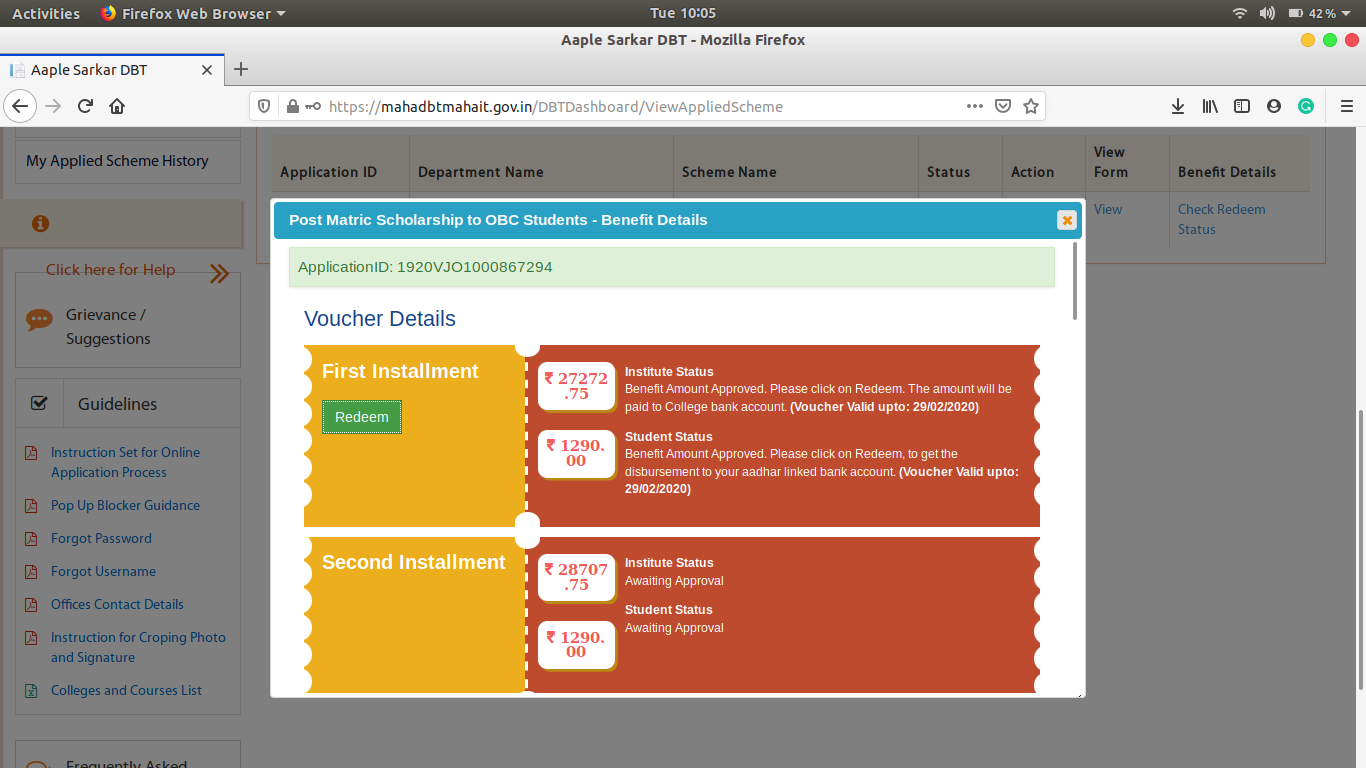 Activities Firefox Web Browser Tue 10:05 42%
Aaple Sarkar DBT - Mozilla Firefox
Aaple Sarkar DBT
https://mahadbtmahait.gov.in/DBTDashboard/ViewAppliedScheme
My Applied Scheme History
Click here for Help
Grievance /
Suggestions
Guidelines
Instruction Set for Online
Application Process
Pop Up Blocker Guidance
Forgot Password
Forgot Username
Offices Contact Details
Instruction for Croping Photo
and Signature
Colleges and Courses List
Frequently Asked
Application ID Department Name Scheme Name Status Action View
Form Benefit Details
View Check Redeem
Status
Post Matric Scholarship to OBC Students - Benefit Details
ApplicationID: 1920VJO1000867294
Voucher Details
First Installment
Redeem
₹ 27272
.75
Institute Status
Benefit Amount Approved. Please click on Redeem. The amount will be
paid to College bank account. (Voucher Valid upto: 29/02/2020)
₹ 1290.
00
Student Status
Benefit Amount Approved. Please click on Redeem, to get the
disbursement to your aadhar linked bank account. (Voucher Valid upto:
29/02/2020)
Second Installment
₹ 28707
.75
Institute Status
Awaiting Approval
₹ 1290.
00
Student Status
Awaiting Approval